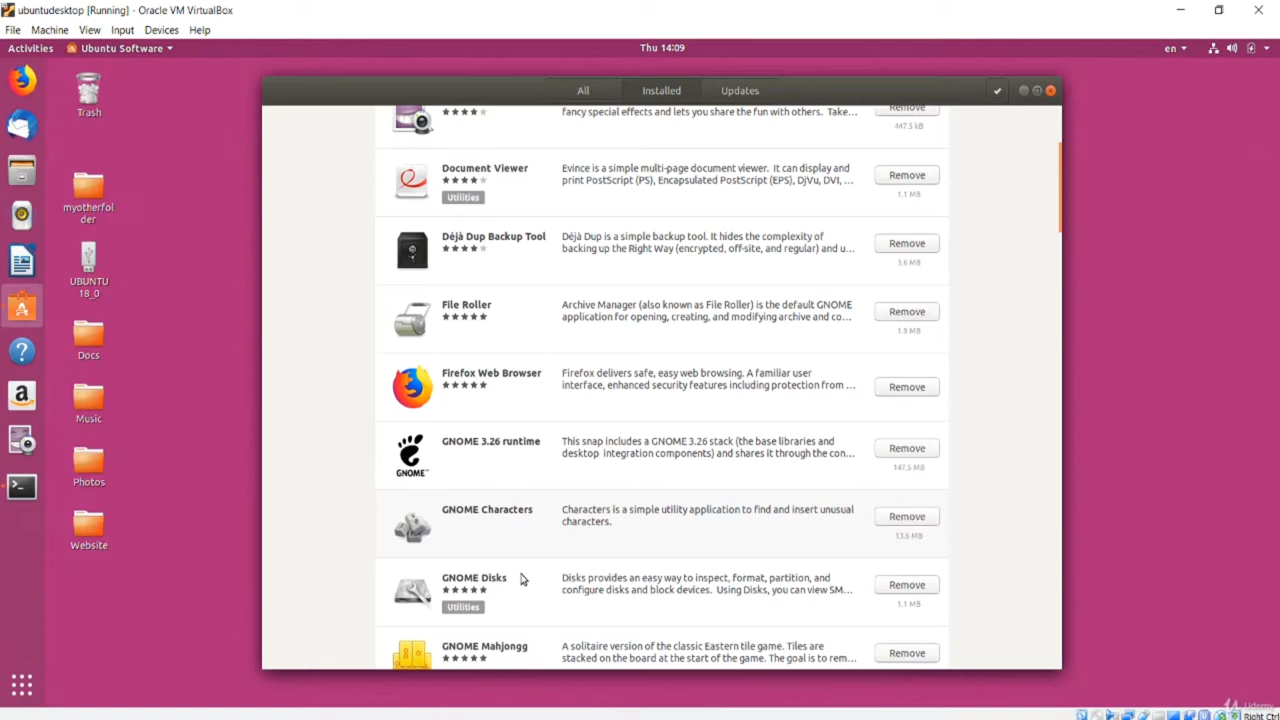 ubuntudesktop [Running] - Oracle VM VirtualBox
File Machine View Input Devices Help
Activities Ubuntu Software Thu 14:09 en
All Installed Updates
Trash
myotherfolder
UBUNTU 18_0
Docs
Music
Photos
Website
fancy special effects and lets you share the fun with others. Take…
Remove
447.5 kB
Document Viewer
Utilities
Evince is a simple multi-page document viewer. It can display and
print PostScript (PS), Encapsulated PostScript (EPS), DjVu, DVI, …
Remove
1.1 MB
Déjà Dup Backup Tool
Déjà Dup is a simple backup tool. It hides the complexity of
backing up the Right Way (encrypted, off-site, and regular) and u…
Remove
3.6 MB
File Roller
Archive Manager (also known as File Roller) is the default GNOME
application for opening, creating, and modifying archive and co…
Remove
1.9 MB
Firefox Web Browser
Firefox delivers safe, easy web browsing. A familiar user
interface, enhanced security features including protection from …
Remove
GNOME 3.26 runtime
GNOME™
This snap includes a GNOME 3.26 stack (the base libraries and
desktop integration components) and shares it through the con…
Remove
147.5 MB
GNOME Characters
Characters is a simple utility application to find and insert unusual
characters.
Remove
13.6 MB
GNOME Disks
Utilities
Disks provides an easy way to inspect, format, partition, and
configure disks and block devices. Using Disks, you can view SM…
Remove
1.1 MB
GNOME Mahjongg
A solitaire version of the classic Eastern tile game. Tiles are
stacked on the board at the start of the game. The goal is to rem…
Remove
Udemy
Right Ctrl